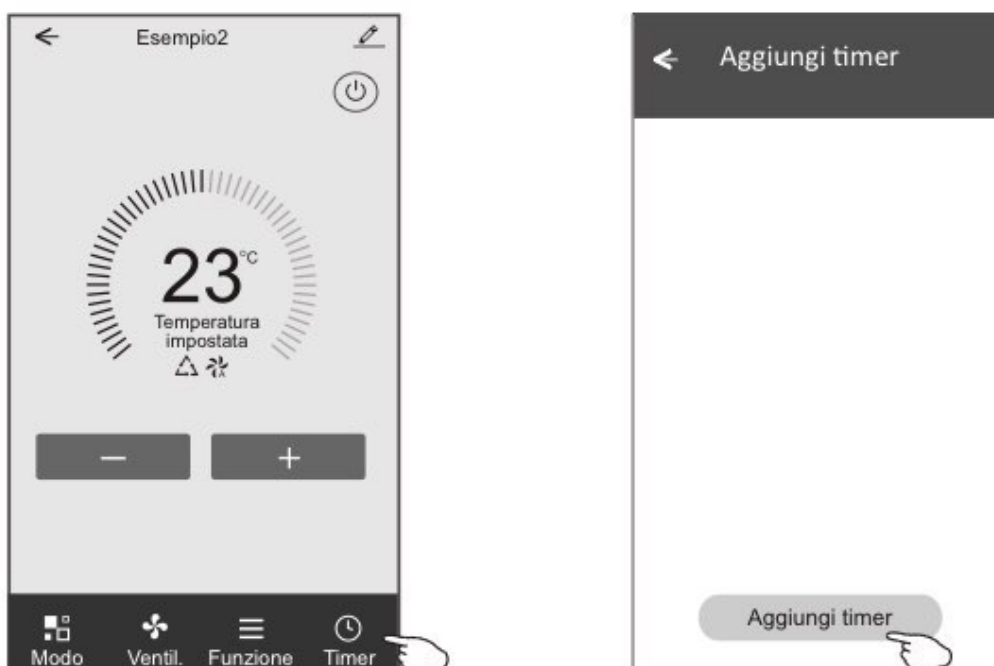 Esempio2
23°C
Temperatura
impostata
A
Modo Ventil. Funzione Timer
Aggiungi timer
Aggiungi timer